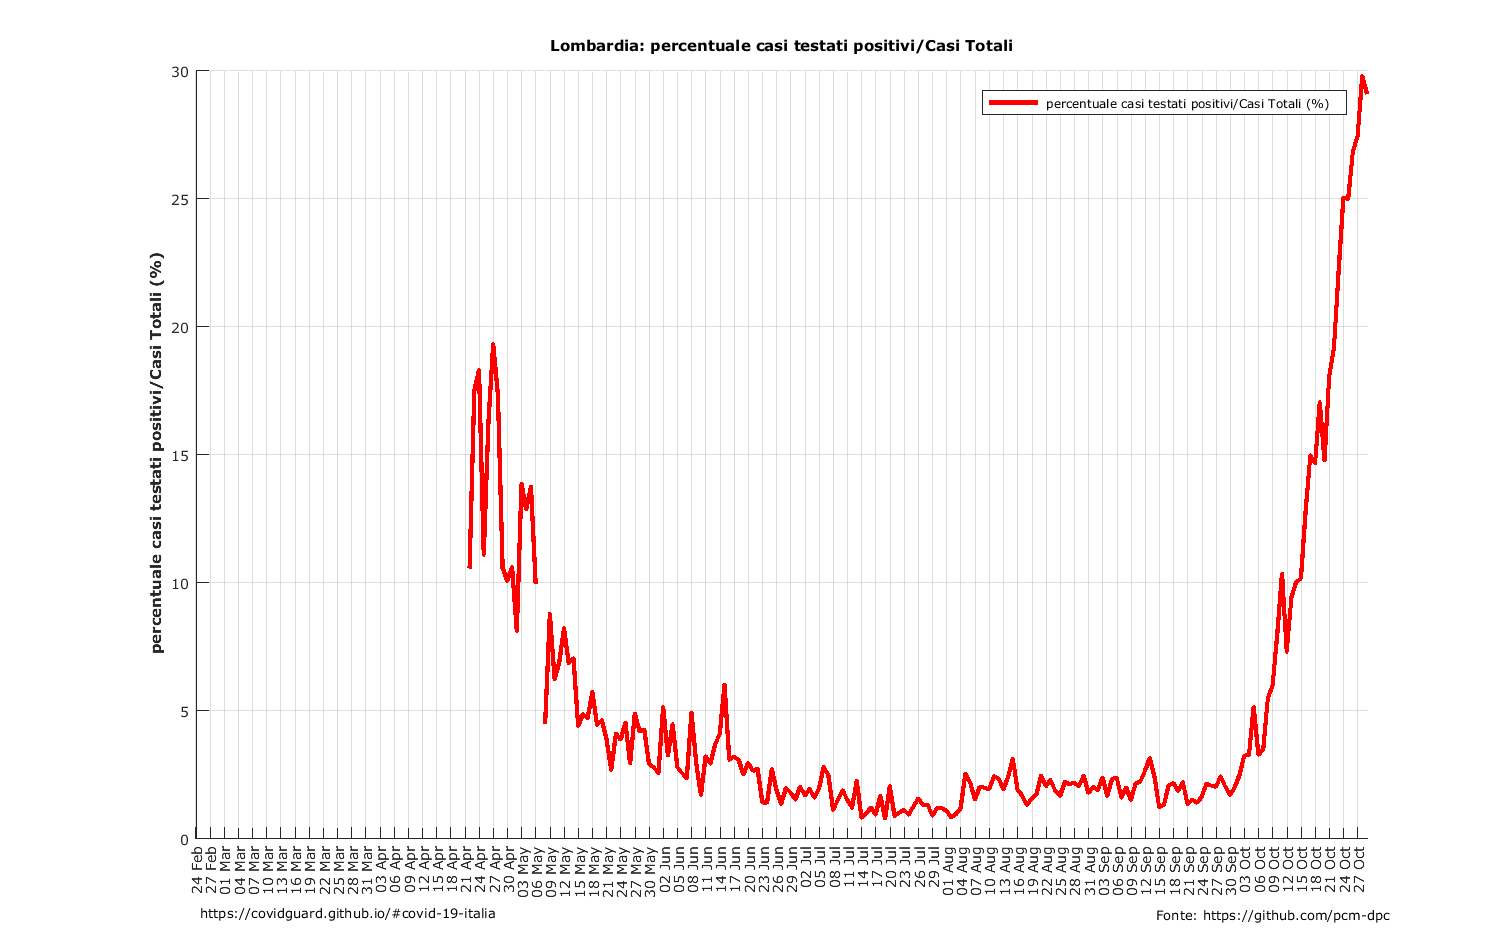 Lombardia: percentuale casi testati positivi/Casi Totali
percentuale casi testati positivi/Casi Totali (%)
percentuale casi testati positivi/Casi Totali (%)
30
25
20
15
10
5
0
24 Feb
27 Feb
01 Mar
04 Mar
07 Mar
10 Mar
13 Mar
16 Mar
19 Mar
22 Mar
25 Mar
28 Mar
31 Mar
03 Apr
06 Apr
09 Apr
12 Apr
15 Apr
18 Apr
21 Apr
24 Apr
27 Apr
30 Apr
03 May
06 May
09 May
12 May
15 May
18 May
21 May
24 May
27 May
30 May
02 Jun
05 Jun
08 Jun
11 Jun
14 Jun
17 Jun
20 Jun
23 Jun
26 Jun
29 Jun
02 Jul
05 Jul
08 Jul
11 Jul
14 Jul
17 Jul
20 Jul
23 Jul
26 Jul
29 Jul
01 Aug
04 Aug
07 Aug
10 Aug
13 Aug
16 Aug
19 Aug
22 Aug
25 Aug
28 Aug
31 Aug
03 Sep
06 Sep
09 Sep
12 Sep
15 Sep
18 Sep
21 Sep
24 Sep
27 Sep
30 Sep
03 Oct
06 Oct
09 Oct
12 Oct
15 Oct
18 Oct
21 Oct
24 Oct
27 Oct
https://covidguard.github.io/#covid-19-italia
Fonte: https://github.com/pcm-dpc